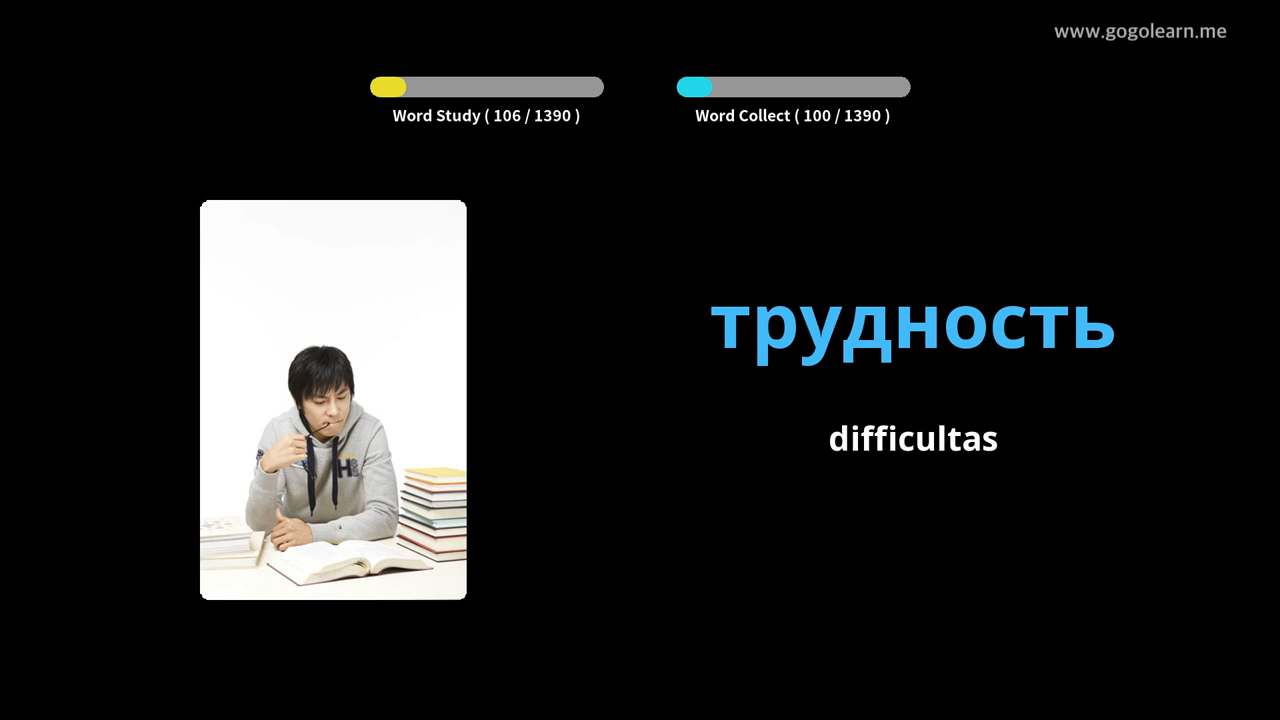 www.gogolearn.me
Word Study ( 106 / 1390 )
Word Collect ( 100 / 1390 )
трудность
difficultas
H